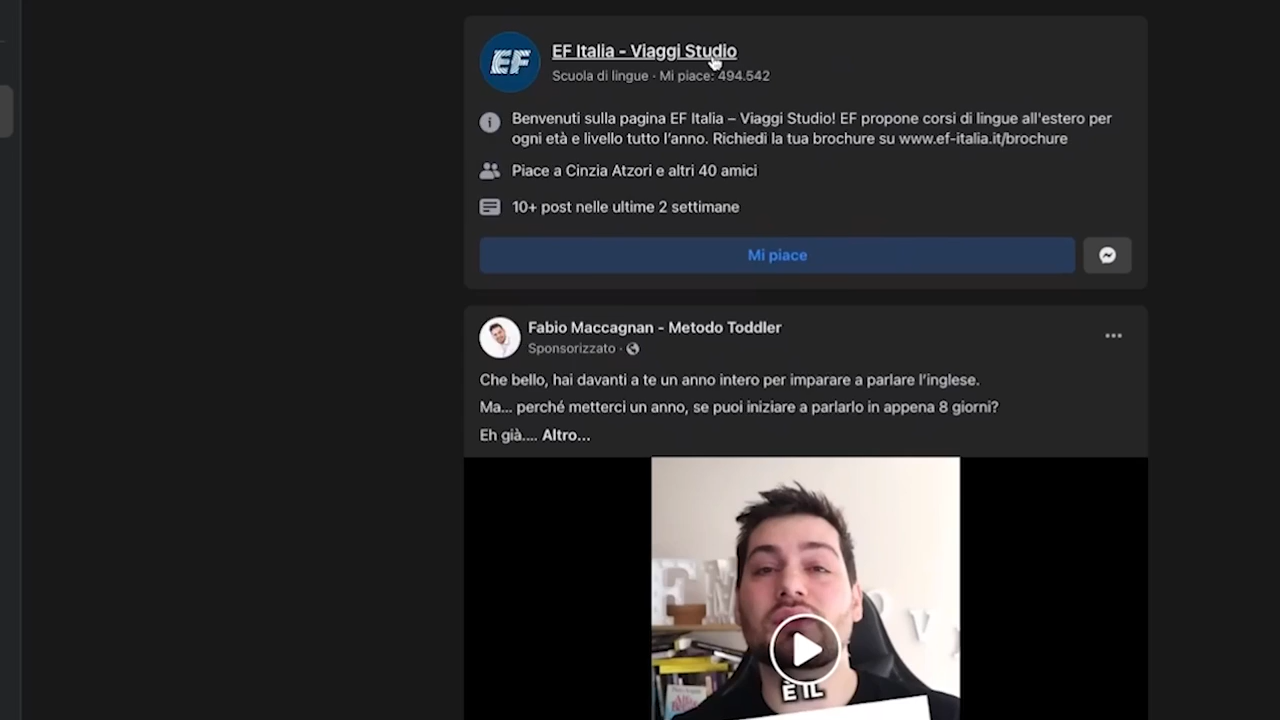 EF
EF Italia - Viaggi Studio
Scuola di lingue · Mi piace: 494.542
Benvenuti sulla pagina EF Italia – Viaggi Studio! EF propone corsi di lingue all'estero per
ogni età e livello tutto l’anno. Richiedi la tua brochure su www.ef-italia.it/brochure
Piace a Cinzia Atzori e altri 40 amici
10+ post nelle ultime 2 settimane
Mi piace
Fabio Maccagnan - Metodo Toddler
Sponsorizzato ·
Che bello, hai davanti a te un anno intero per imparare a parlare l’inglese.
Ma... perché metterci un anno, se puoi iniziare a parlarlo in appena 8 giorni?
Eh già.... Altro...
È IL